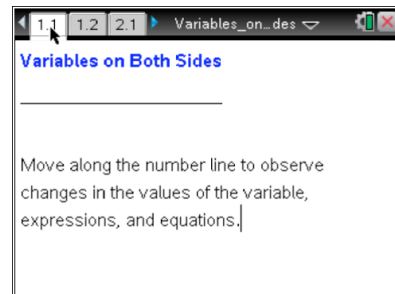 1.1 1.2 2.1 Variables_on…des
Variables on Both Sides
Move along the number line to observe
changes in the values of the variable,
expressions, and equations.